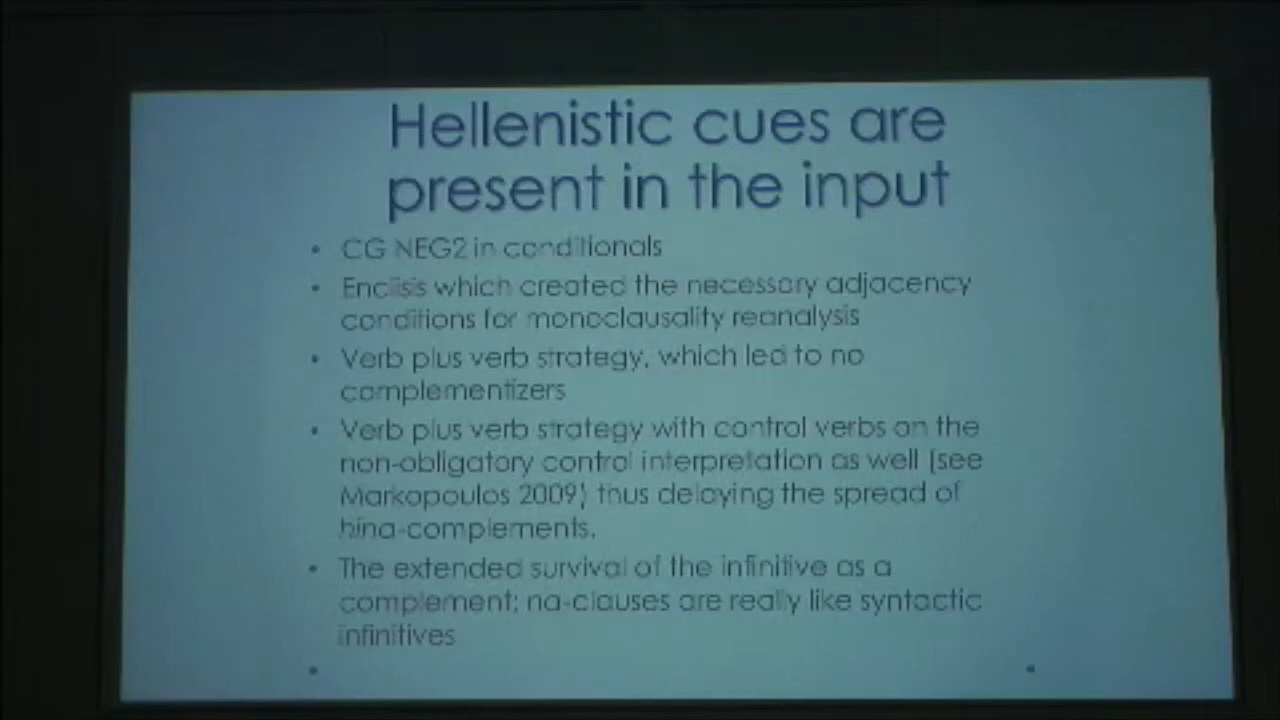 Hellenistic cues are
present in the input
• CG NEG2 in conditionals
• Enclisis which created the necessary adjacency
conditions for monoclausality reanalysis
• Verb plus verb strategy, which led to no
complementizers
• Verb plus verb strategy with control verbs on the
non-obligatory control interpretation as well (see
Markopoulos 2009) thus delaying the spread of
hina-complements.
• The extended survival of the infinitive as a
complement; na-clauses are really like syntactic
infinitives